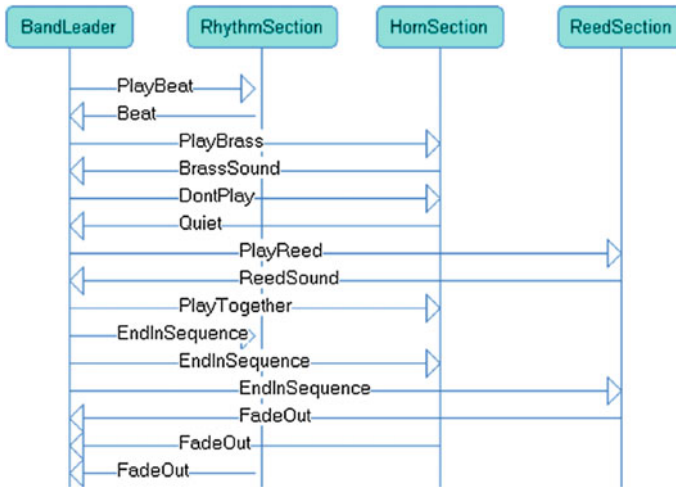 BandLeader RhythmSection HornSection ReedSection
PlayBeat
Beat
PlayBrass
BrassSound
DontPlay
Quiet
PlayReed
ReedSound
PlayTogether
EndInSequence
EndInSequence
EndInSequence
FadeOut
FadeOut
FadeOut